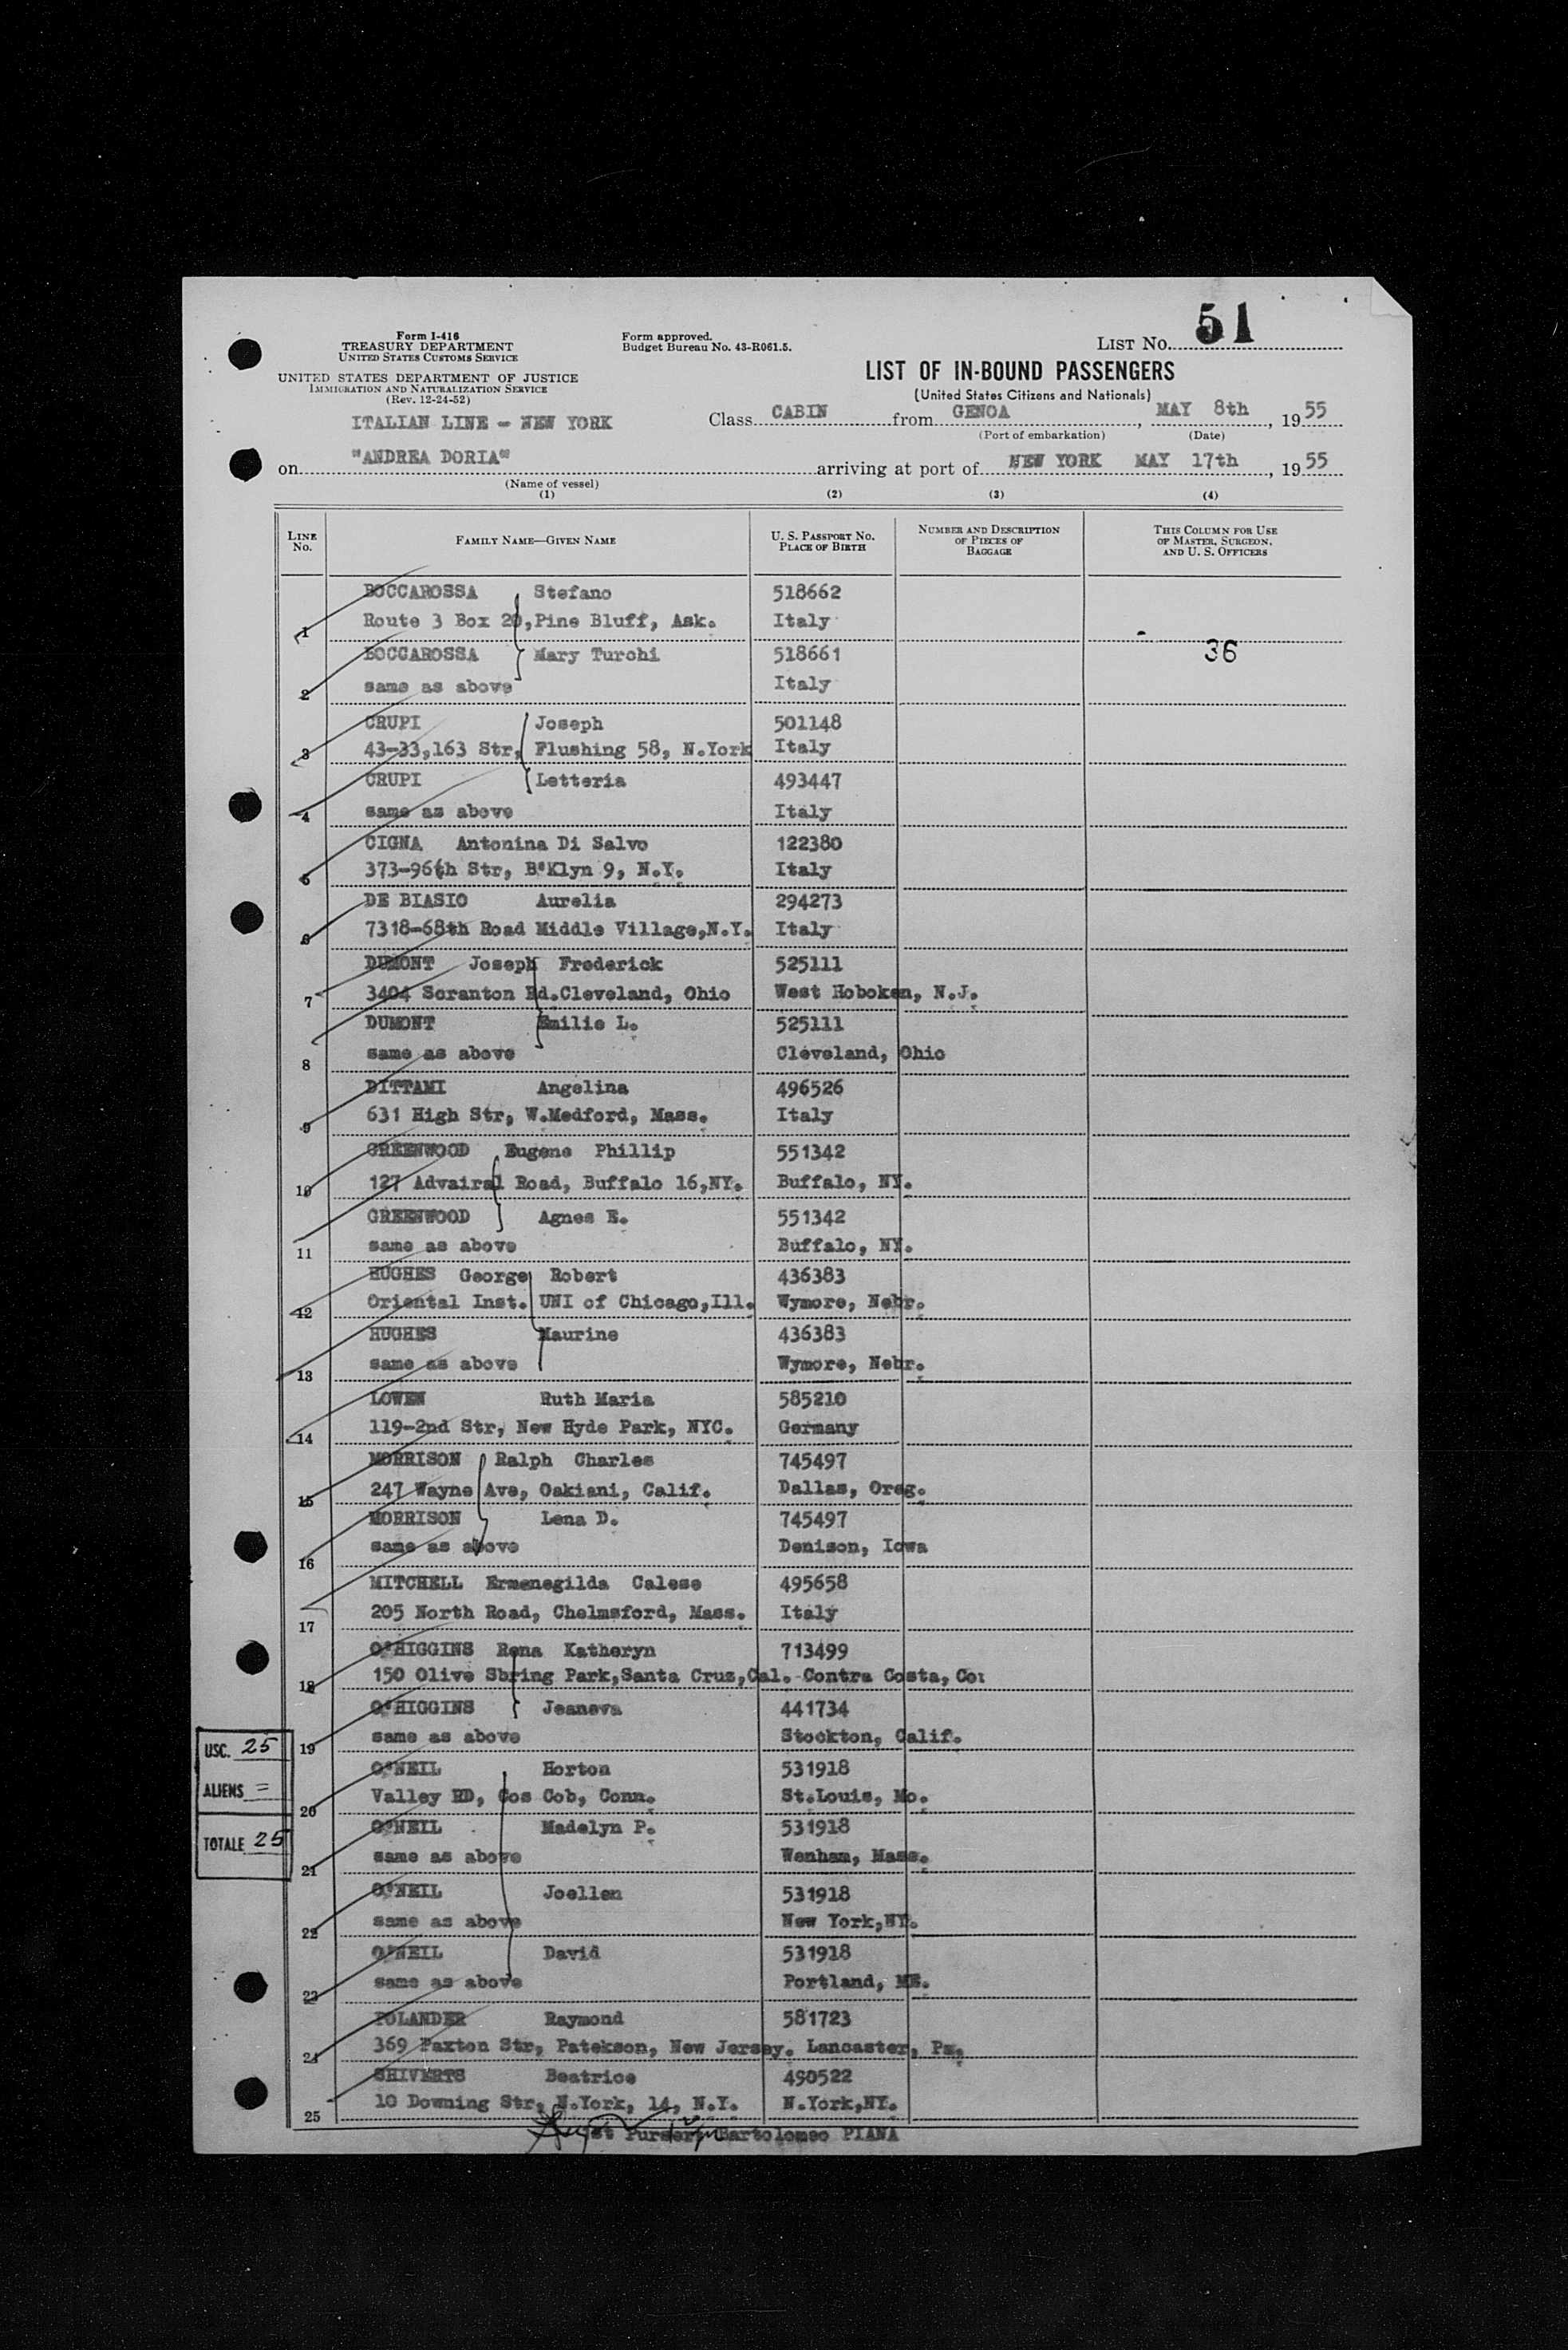 Form I-416
TREASURY DEPARTMENT
UNITED STATES CUSTOMS SERVICE
UNITED STATES DEPARTMENT OF JUSTICE
IMMIGRATION AND NATURALIZATION SERVICE
(Rev. 12-24-52)
Form approved.
Budget Bureau No. 43-R061.5.
LIST No. 51
LIST OF IN-BOUND PASSENGERS
(United States Citizens and Nationals)
ITALIAN LINE - NEW YORK
Class CABIN from GENOA, MAY 8th, 1955
(Port of embarkation) (Date)
on "ANDREA DORIA" arriving at port of NEW YORK MAY 17th, 1955
(Name of vessel)
(1) (2) (3) (4)
LINE No. FAMILY NAME—GIVEN NAME U. S. PASSPORT No. PLACE OF BIRTH NUMBER AND DESCRIPTION OF PIECES OF BAGGAGE THIS COLUMN FOR USE OF MASTER, SURGEON, AND U. S. OFFICERS
BOCCAROSSA Stefano 518662
1 Route 3 Box 20,Pine Bluff, Ask. Italy
BOCCAROSSA Mary Turchi 518661 36
2 same as above Italy
CRUPI Joseph 501148
3 43-33,163 Str, Flushing 58, N.York Italy
CRUPI Letteria 493447
4 same as above Italy
CIGNA Antonina Di Salvo 122380
5 373-96th Str, B'Klyn 9, N.Y. Italy
DE BIASIO Aurelia 294273
6 7318-68th Road Middle Village,N.Y. Italy
DUMONT Joseph Frederick 525111
7 3404 Scranton Rd.Cleveland, Ohio West Hoboken, N.J.
DUMONT Emilie L. 525111
8 same as above Cleveland, Ohio
DITTAMI Angelina 496526
9 631 High Str, W.Medford, Mass. Italy
GREENWOOD Eugene Phillip 551342
10 127 Advairal Road, Buffalo 16,NY. Buffalo, NY.
GREENWOOD Agnes E. 551342
11 same as above Buffalo, NY.
HUGHES George Robert 436383
12 Oriental Inst. UNI of Chicago,Ill. Wymore, Nebr.
HUGHES Maurine 436383
13 same as above Wymore, Nebr.
LOWEN Ruth Maria 585210
14 119-2nd Str, New Hyde Park, NYC. Germany
MORRISON Ralph Charles 745497
15 247 Wayne Ave, Oakiani, Calif. Dallas, Oreg.
MORRISON Lena D. 745497
16 same as above Denison, Iowa
MITCHELL Ermenegilda Calese 495658
17 205 North Road, Chelmsford, Mass. Italy
O'HIGGINS Rena Katheryn 713499
18 150 Olive Sbring Park,Santa Cruz,Cal. Contra Costa, Co:
O'HIGGINS Jeaneva 441734
19 same as above Stockton, Calif.
O'NEIL Horton 531918
20 Valley RD, Cos Cob, Conn. St.Louis, Mo.
O'NEIL Madelyn P. 531918
21 same as above Wenham, Mass.
O'NEIL Joellen 531918
22 same as above New York,NY.
O'NEIL David 531918
23 same as above Portland, ME.
POLANDER Raymond 581723
24 369 Paxton Str, Patekson, New Jersey. Lancaster, Pa.
SHIVERTS Beatrice 490522
25 10 Downing Str, N.York, 14, N.Y. N.York,NY.
USC. 25
ALIENS =
TOTALE 25
Bartolomeo PIANA